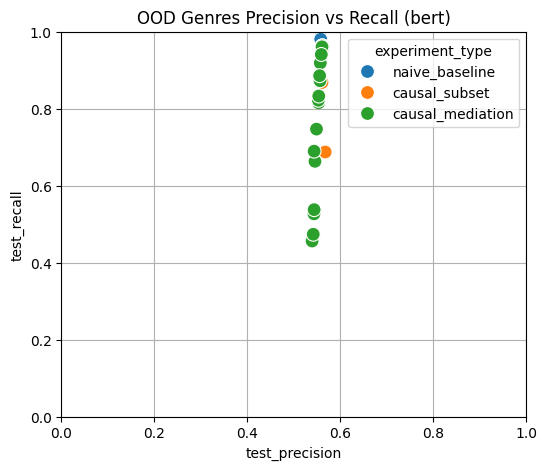 OOD Genres Precision vs Recall (bert)
experiment_type
naive_baseline
causal_subset
causal_mediation
test_recall
1.0
0.8
0.6
0.4
0.2
0.0
0.0 0.2 0.4 0.6 0.8 1.0
test_precision